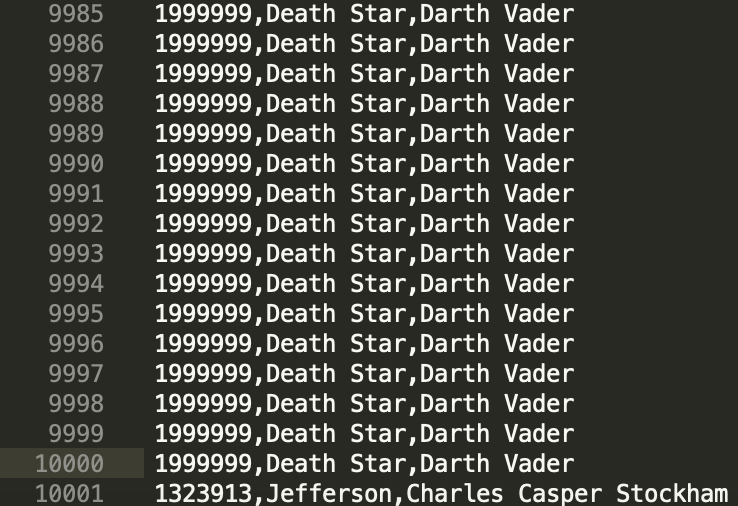 9985 1999999,Death Star,Darth Vader
9986 1999999,Death Star,Darth Vader
9987 1999999,Death Star,Darth Vader
9988 1999999,Death Star,Darth Vader
9989 1999999,Death Star,Darth Vader
9990 1999999,Death Star,Darth Vader
9991 1999999,Death Star,Darth Vader
9992 1999999,Death Star,Darth Vader
9993 1999999,Death Star,Darth Vader
9994 1999999,Death Star,Darth Vader
9995 1999999,Death Star,Darth Vader
9996 1999999,Death Star,Darth Vader
9997 1999999,Death Star,Darth Vader
9998 1999999,Death Star,Darth Vader
9999 1999999,Death Star,Darth Vader
10000 1999999,Death Star,Darth Vader
10001 1323913,Jefferson,Charles Casper Stockham